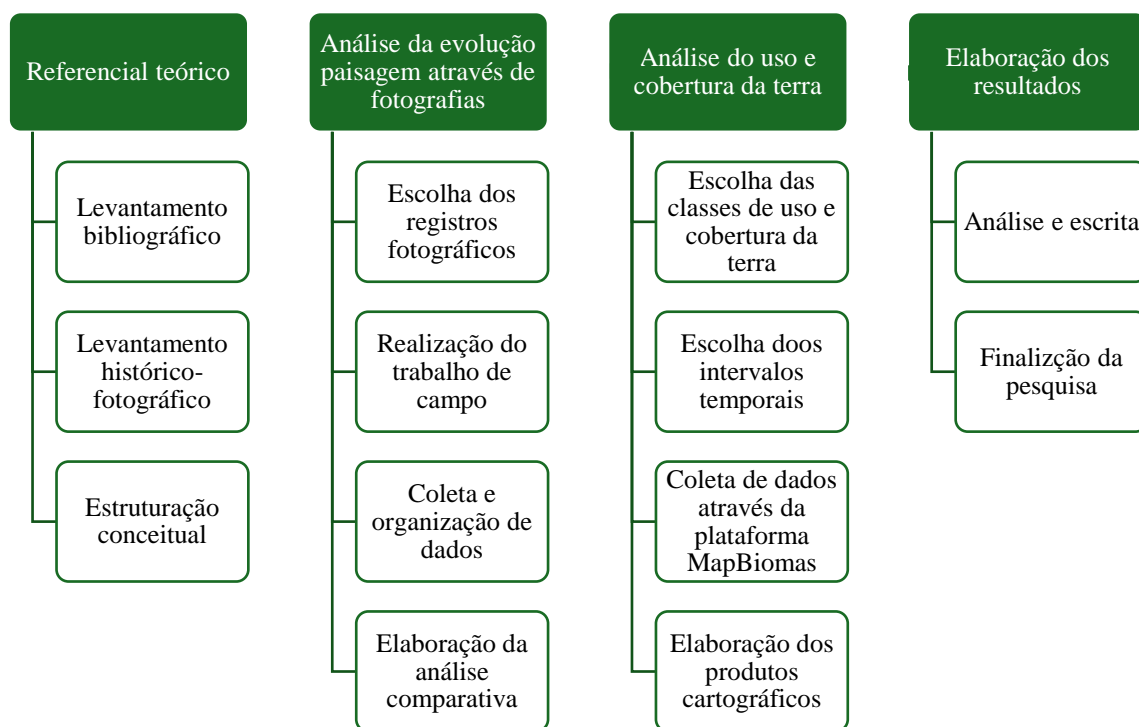 Referencial teórico
Levantamento
bibliográfico
Levantamento
histórico-
fotográfico
Estruturação
conceitual
Análise da evolução
paisagem através de
fotografias
Escolha dos
registros
fotográficos
Realização do
trabalho de
campo
Coleta e
organização de
dados
Elaboração da
análise
comparativa
Análise do uso e
cobertura da terra
Escolha das
classes de uso e
cobertura da
terra
Escolha doos
intervalos
temporais
Coleta de dados
através da
plataforma
MapBiomas
Elaboração dos
produtos
cartográficos
Elaboração dos
resultados
Análise e escrita
Finalizção da
pesquisa